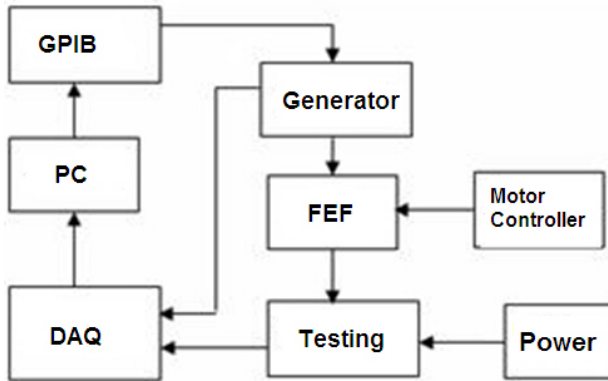 GPIB
Generator
PC
FEF
Motor
Controller
DAQ
Testing
Power